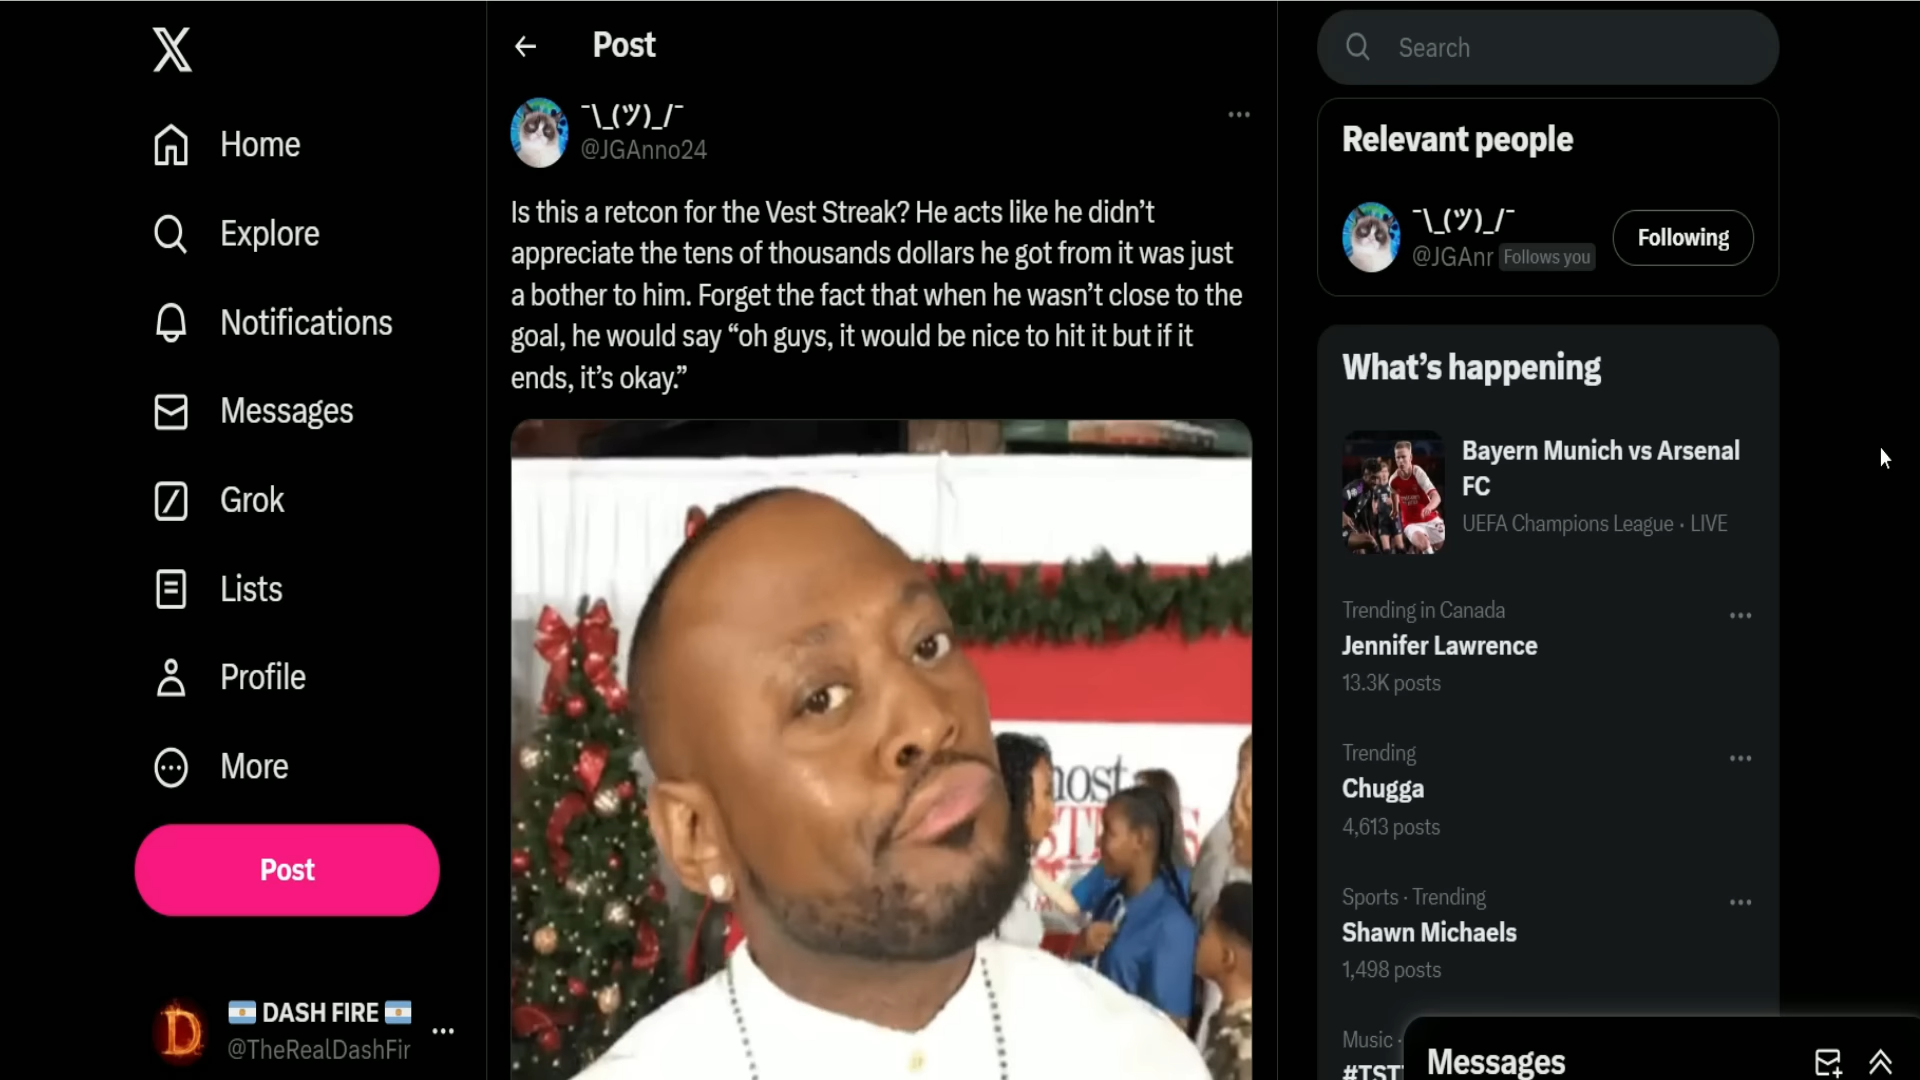 Home
Explore
Notifications
Messages
Grok
Lists
Profile
More
Post
DASH FIRE
@TheRealDashFir
Post
¯\_(ツ)_/¯
@JGAnno24
Is this a retcon for the Vest Streak? He acts like he didn’t
appreciate the tens of thousands dollars he got from it was just
a bother to him. Forget the fact that when he wasn’t close to the
goal, he would say “oh guys, it would be nice to hit it but if it
ends, it’s okay.”
Search
Relevant people
¯\_(ツ)_/¯
@JGAnr Follows you
Following
What’s happening
Bayern Munich vs Arsenal
FC
UEFA Champions League · LIVE
Trending in Canada
Jennifer Lawrence
13.3K posts
Trending
Chugga
4,613 posts
Sports · Trending
Shawn Michaels
1,498 posts
Music ·
Messages